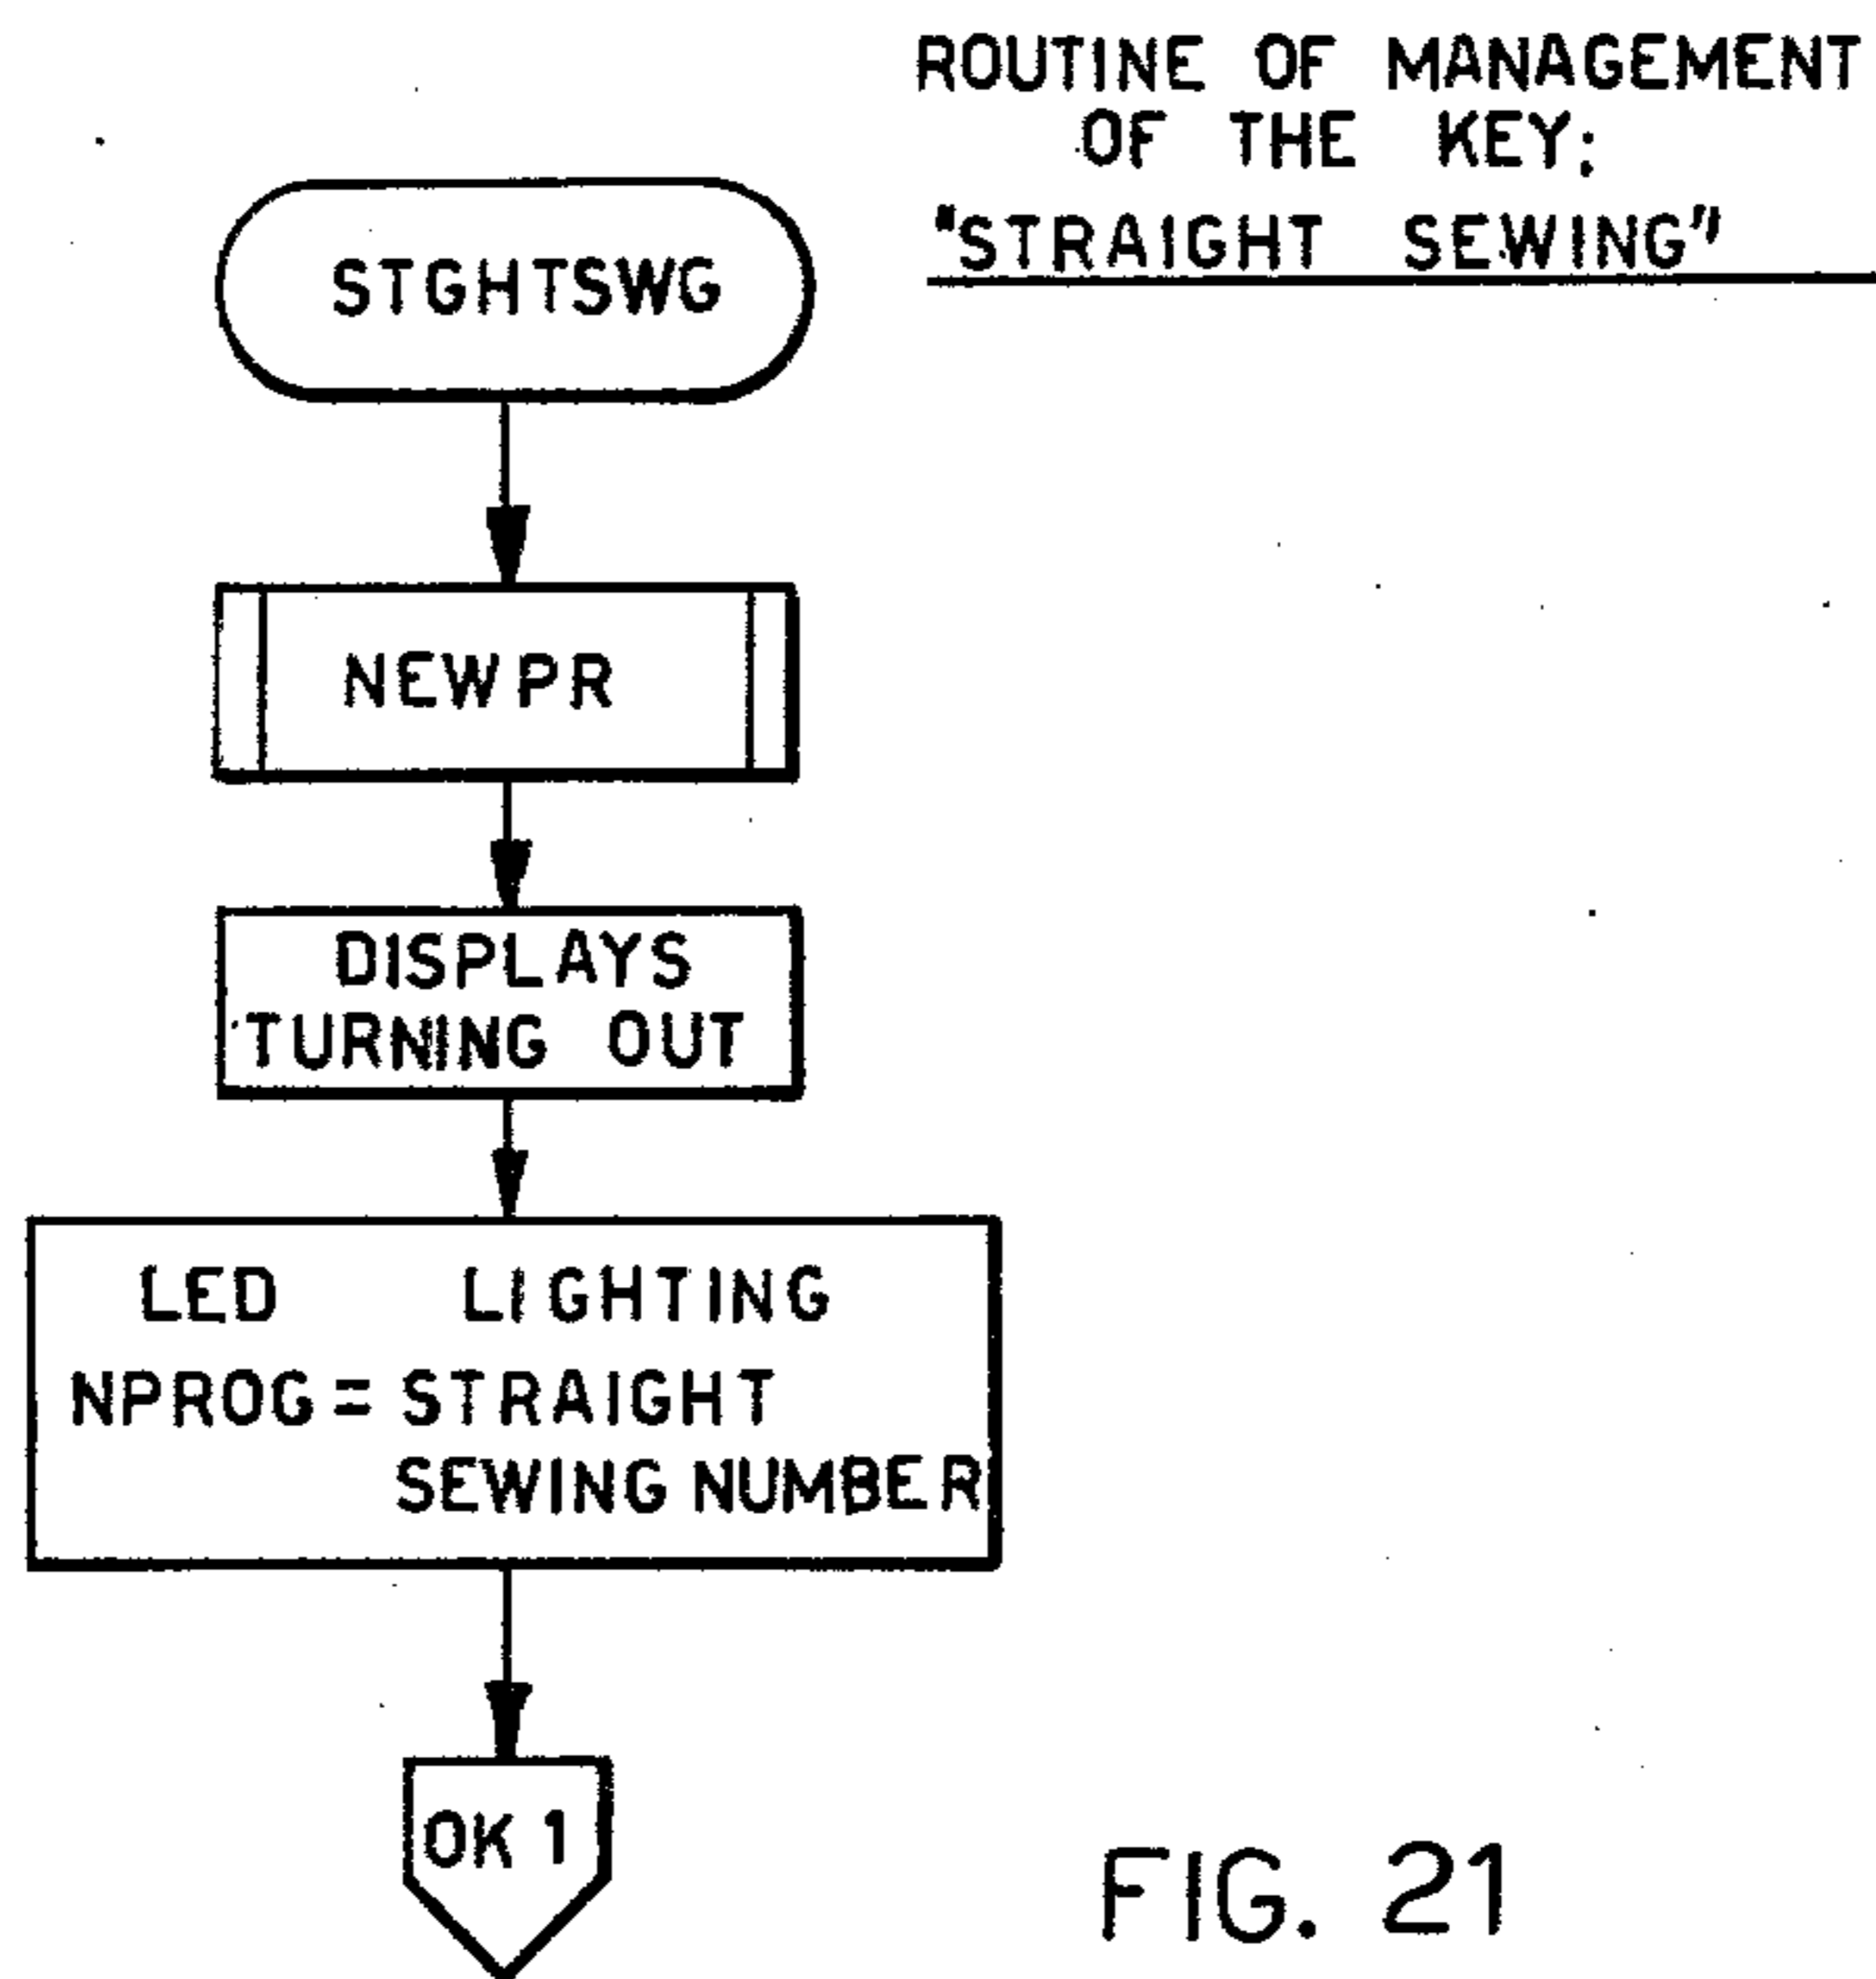 ROUTINE OF MANAGEMENT
OF THE KEY:
"STRAIGHT SEWING"
STGHTSWG
NEWPR
DISPLAYS
TURNING OUT
LED LIGHTING
NPROG = STRAIGHT
SEWING NUMBER
OK 1
FIG. 21